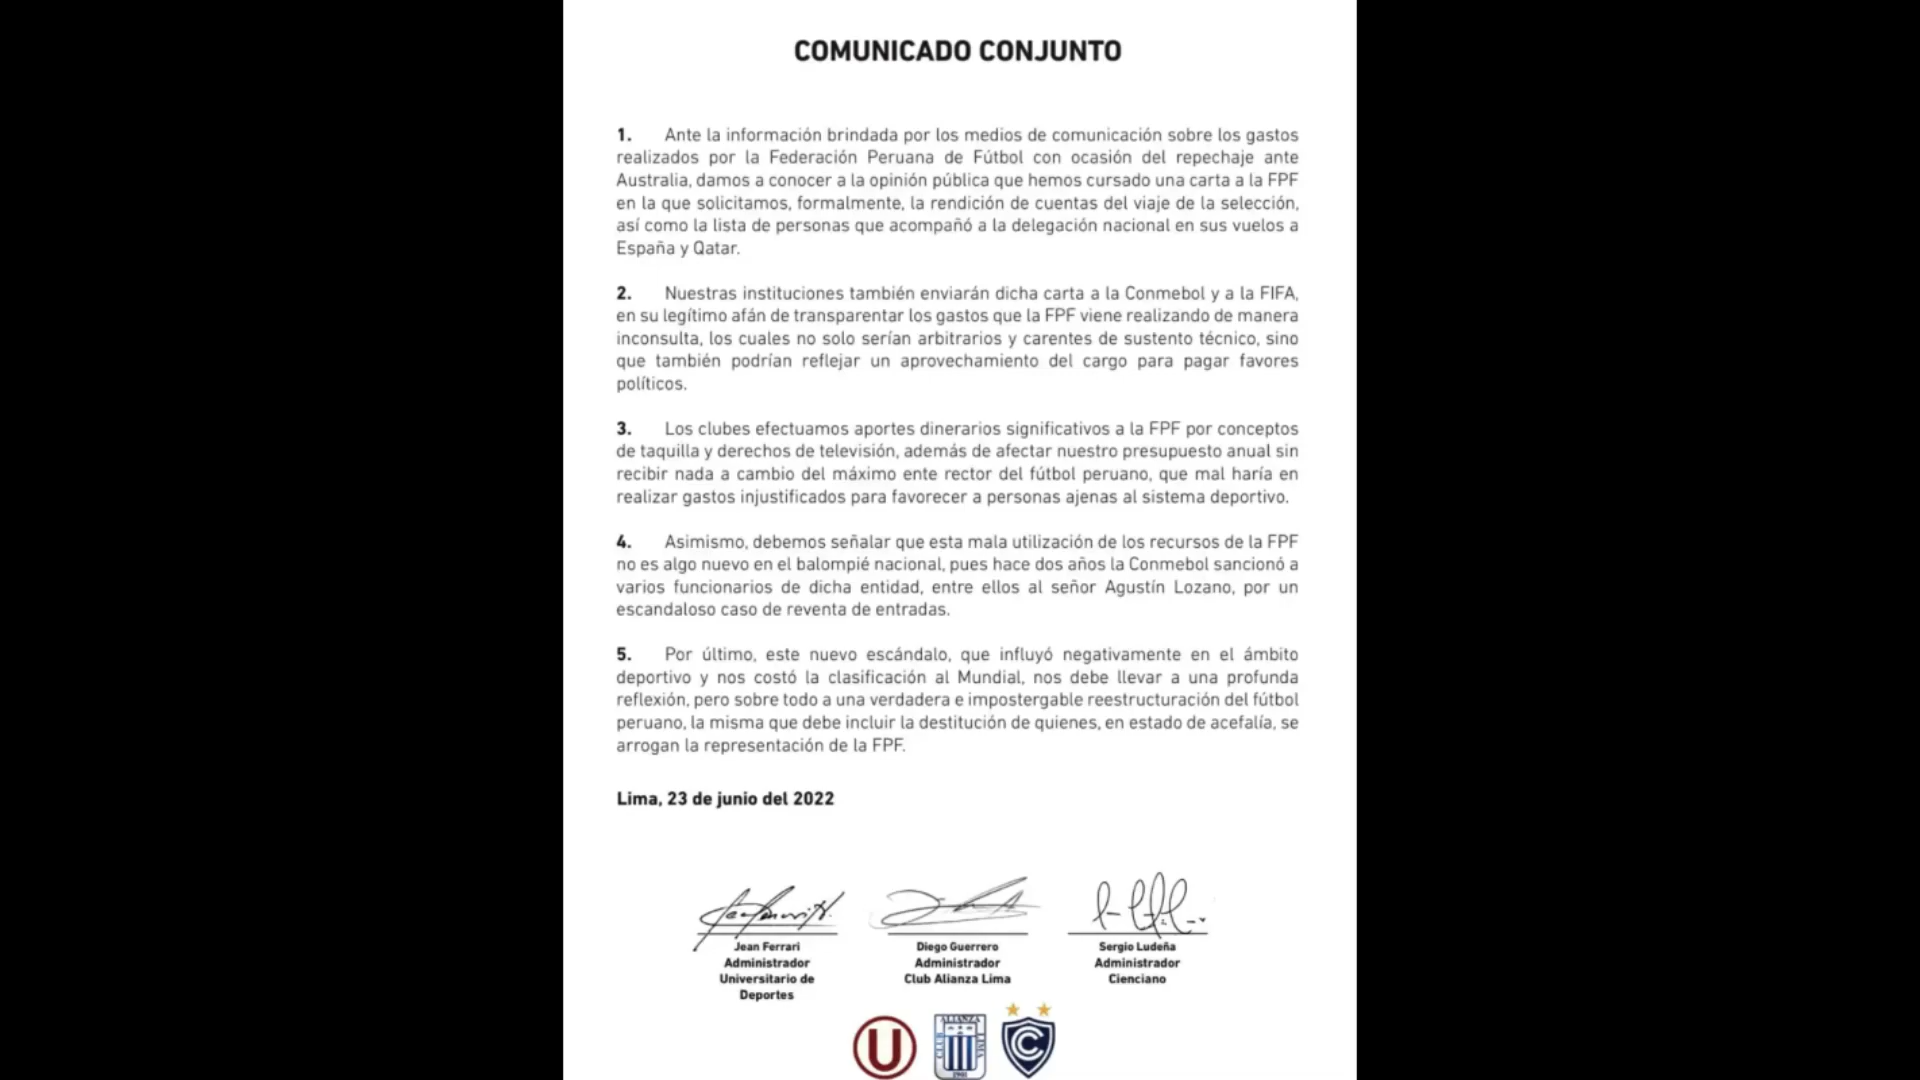 COMUNICADO CONJUNTO
1. Ante la información brindada por los medios de comunicación sobre los gastos
realizados por la Federación Peruana de Fútbol con ocasión del repechaje ante
Australia, damos a conocer a la opinión pública que hemos cursado una carta a la FPF
en la que solicitamos, formalmente, la rendición de cuentas del viaje de la selección,
así como la lista de personas que acompañó a la delegación nacional en sus vuelos a
España y Qatar.
2. Nuestras instituciones también enviarán dicha carta a la Conmebol y a la FIFA,
en su legítimo afán de transparentar los gastos que la FPF viene realizando de manera
inconsulta, los cuales no solo serían arbitrarios y carentes de sustento técnico, sino
que también podrían reflejar un aprovechamiento del cargo para pagar favores
políticos.
3. Los clubes efectuamos aportes dinerarios significativos a la FPF por conceptos
de taquilla y derechos de televisión, además de afectar nuestro presupuesto anual sin
recibir nada a cambio del máximo ente rector del fútbol peruano, que mal haría en
realizar gastos injustificados para favorecer a personas ajenas al sistema deportivo.
4. Asimismo, debemos señalar que esta mala utilización de los recursos de la FPF
no es algo nuevo en el balompié nacional, pues hace dos años la Conmebol sancionó a
varios funcionarios de dicha entidad, entre ellos al señor Agustín Lozano, por un
escandaloso caso de reventa de entradas.
5. Por último, este nuevo escándalo, que influyó negativamente en el ámbito
deportivo y nos costó la clasificación al Mundial, nos debe llevar a una profunda
reflexión, pero sobre todo a una verdadera e impostergable reestructuración del fútbol
peruano, la misma que debe incluir la destitución de quienes, en estado de acefalía, se
arrogan la representación de la FPF.
Lima, 23 de junio del 2022
Jean Ferrari
Administrador
Universitario de
Deportes
Diego Guerrero
Administrador
Club Alianza Lima
Sergio Ludeña
Administrador
Cienciano
U
CLUB ALIANZA LIMA
1901
C